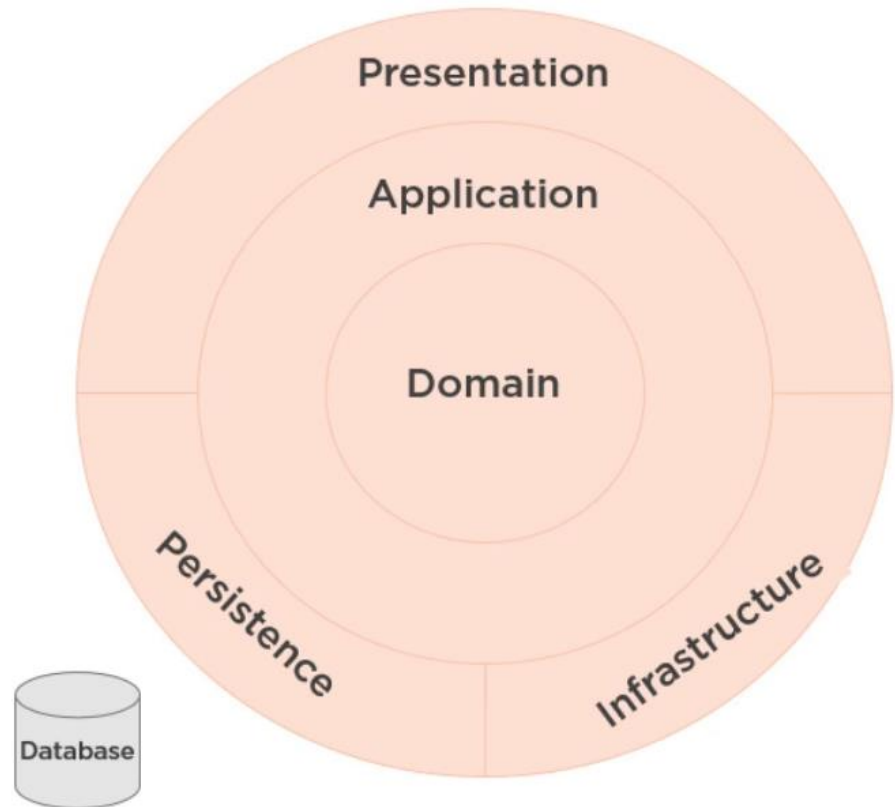 Presentation
Application
Domain
Persistence
Infrastructure
Database